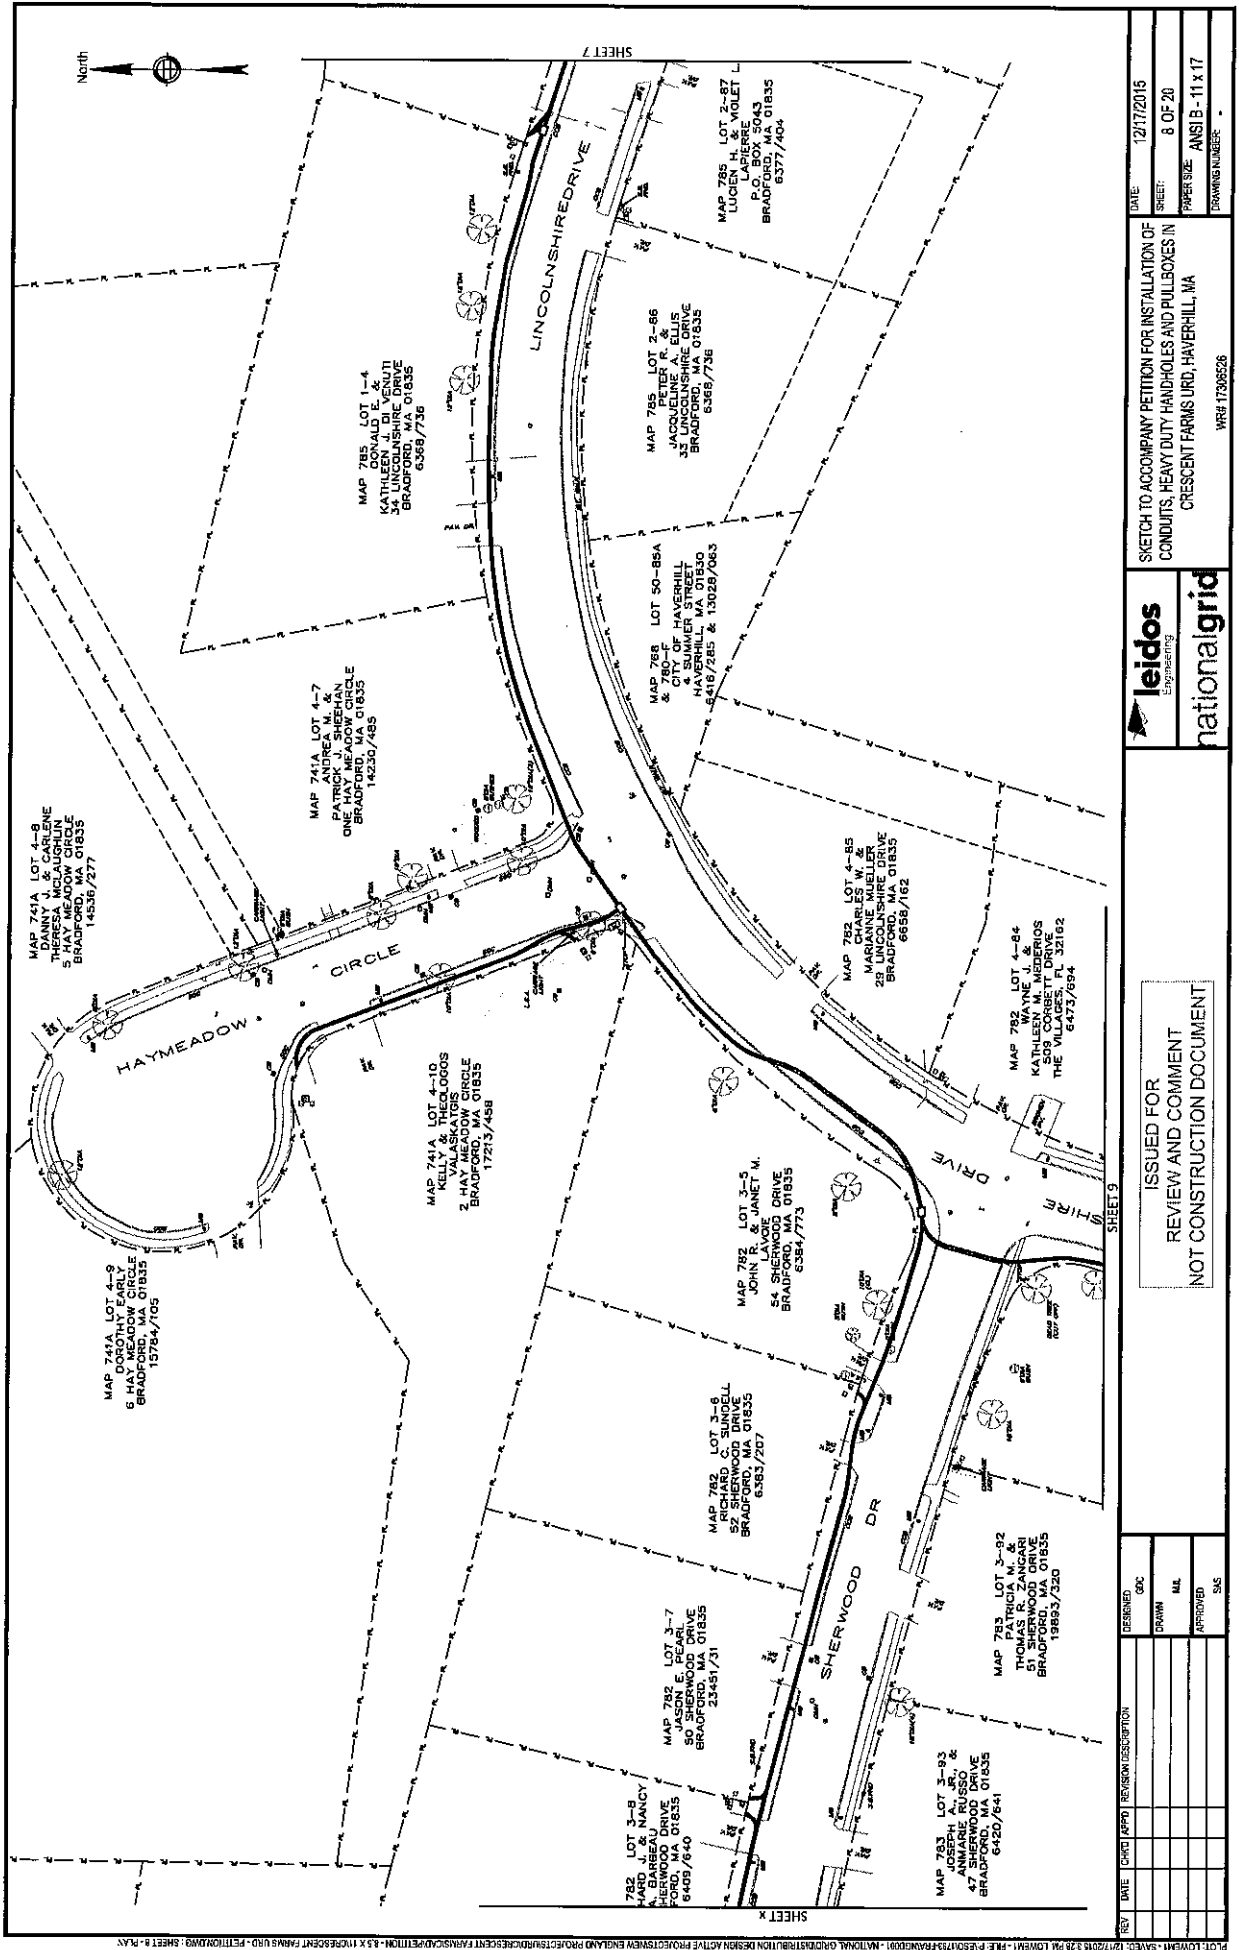 North
SHEET 7
MAP 741A LOT 4-8
DANNY J. & CARLENE
THERESA MCLAUGHLIN
5 HAY MEADOW CIRCLE
BRADFORD, MA 01835
14536/277
MAP 741A LOT 4-7
ANDREA M. &
PATRICK J. SHEEHAN
ONE HAY MEADOW CIRCLE
BRADFORD, MA 01835
14230/485
MAP 785 LOT 1-4
DONALD E. &
KATHLEEN J. DI VENUTI
34 LINCOLNSHIRE DRIVE
BRADFORD, MA 01835
6368/736
LINCOLNSHIREDRIVE
MAP 785 LOT 2-87
LUCIEN H. & VIOLET L.
LAPIERRE
P.O. BOX 5043
BRADFORD, MA 01835
6377/404
MAP 785 LOT 2-86
PETER R. &
JACQUELINE A. ELLIS
33 LINCOLNSHIRE DRIVE
BRADFORD, MA 01835
6368/736
MAP 768 LOT 50-85A
& 780-F
CITY OF HAVERHILL
4 SUMMER STREET
HAVERHILL, MA 01830
6416/285 & 13028/063
HAYMEADOW
CIRCLE
MAP 741A LOT 4-9
DOROTHY EARLY
6 HAY MEADOW CIRCLE
BRADFORD, MA 01835
15784/105
MAP 741A LOT 4-10
KELLY & THEOLOGOS
VALASKATGIS
2 HAY MEADOW CIRCLE
BRADFORD, MA 01835
17213/458
MAP 782 LOT 4-85
CHARLES W. &
MARIANNE MUELLER
29 LINCOLNSHIRE DRIVE
BRADFORD, MA 01835
6658/162
MAP 782 LOT 4-84
WAYNE J. &
KATHLEEN M. MEDERIOS
509 CORBETT DRIVE
THE VILLAGES, FL 32162
6473/694
MAP 782 LOT 3-5
JOHN R. & JANET M.
LAVOIE
54 SHERWOOD DRIVE
BRADFORD, MA 01835
6384/773
DRIVE
SHIRE
SHEET 9
MAP 782 LOT 3-6
RICHARD C. SUNDELL
52 SHERWOOD DRIVE
BRADFORD, MA 01835
6383/207
MAP 782 LOT 3-7
JASON E. PEARL
50 SHERWOOD DRIVE
BRADFORD, MA 01835
23451/31
SHERWOOD DR
782 LOT 3-8
HARD J. & NANCY
A. BARBEAU
HERWOOD DRIVE
FORD, MA 01835
6409/640
MAP 783 LOT 3-92
PATRICIA M. &
THOMAS R. ZANGARI
51 SHERWOOD DRIVE
BRADFORD, MA 01835
19893/320
MAP 783 LOT 3-93
JOSEPH A., JR., &
ANMARIE RUSSO
47 SHERWOOD DRIVE
BRADFORD, MA 01835
6420/641
SHEET x
REV DATE CHK'D APP'D REVISION DESCRIPTION
DESIGNED
GDC
DRAWN
MJL
APPROVED
SAS
ISSUED FOR
REVIEW AND COMMENT
NOT CONSTRUCTION DOCUMENT
leidos
Engineering
nationalgrid
SKETCH TO ACCOMPANY PETITION FOR INSTALLATION OF
CONDUITS, HEAVY DUTY HANDHOLES AND PULLBOXES IN
CRESCENT FARMS URD, HAVERHILL, MA
WR# 17306526
DATE: 12/17/2015
SHEET: 8 OF 20
PAPER SIZE: ANSI B - 11 x 17
DRAWING NUMBER: -